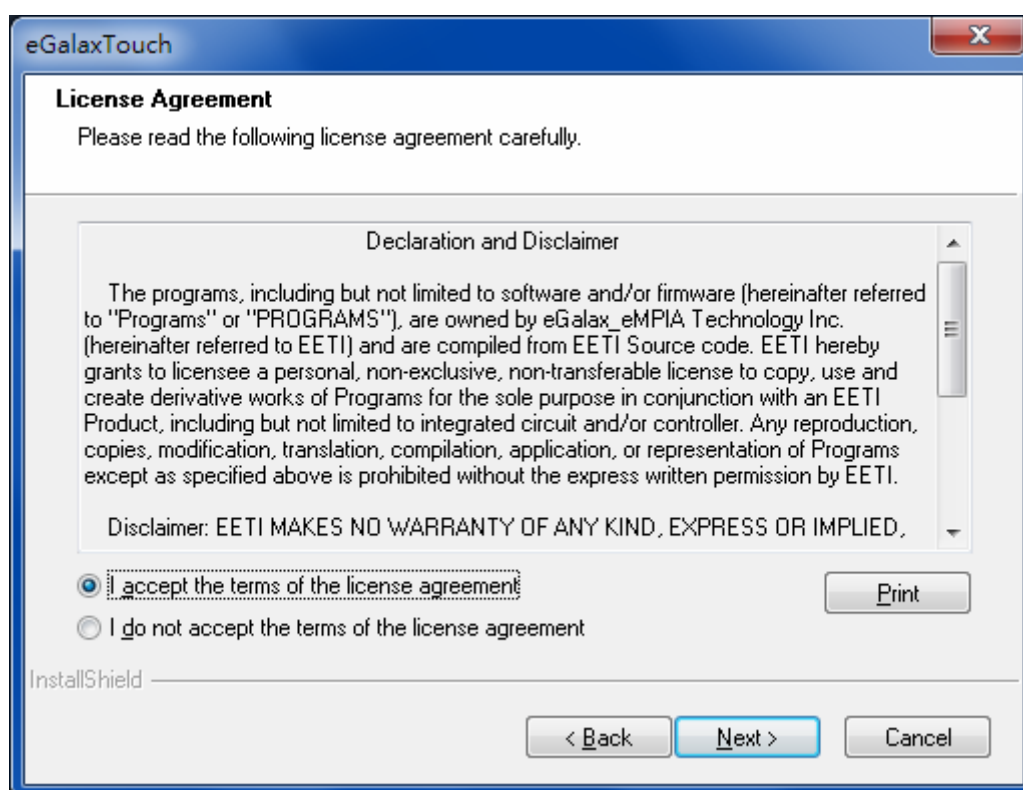 eGalaxTouch
License Agreement
Please read the following license agreement carefully.
Declaration and Disclaimer
The programs, including but not limited to software and/or firmware (hereinafter referred
to "Programs" or "PROGRAMS"), are owned by eGalax_eMPIA Technology Inc.
(hereinafter referred to EETI) and are compiled from EETI Source code. EETI hereby
grants to licensee a personal, non-exclusive, non-transferable license to copy, use and
create derivative works of Programs for the sole purpose in conjunction with an EETI
Product, including but not limited to integrated circuit and/or controller. Any reproduction,
copies, modification, translation, compilation, application, or representation of Programs
except as specified above is prohibited without the express written permission by EETI.
Disclaimer: EETI MAKES NO WARRANTY OF ANY KIND, EXPRESS OR IMPLIED,
I accept the terms of the license agreement
Print
I do not accept the terms of the license agreement
InstallShield
< Back
Next >
Cancel